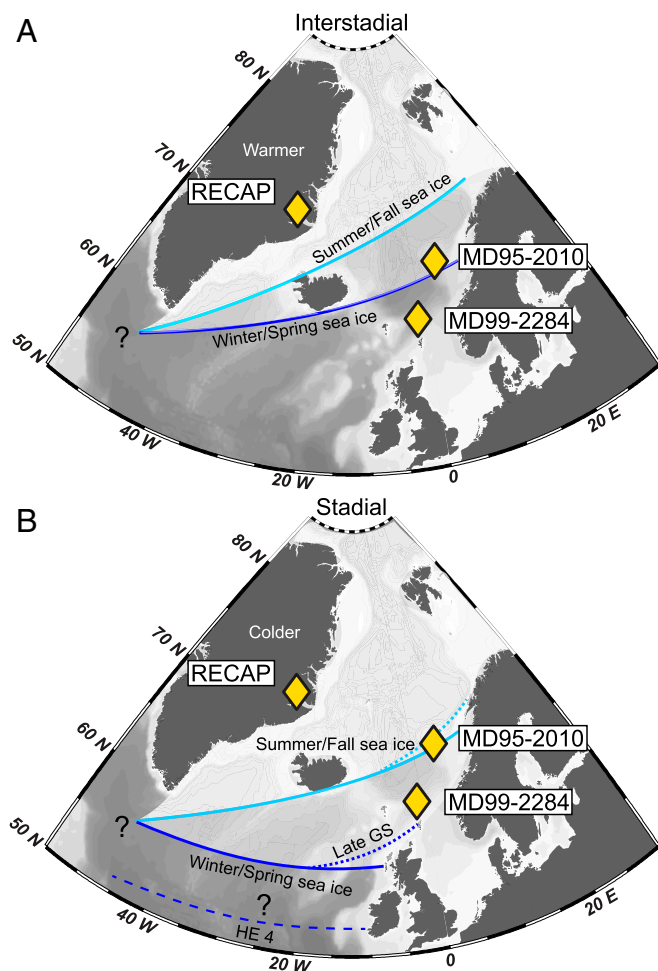 A
Interstadial
80 N
Warmer
70 N
RECAP
Summer/Fall sea ice
60 N
MD95-2010
MD99-2284
?
Winter/Spring sea ice
50 N
40 W
20 W
0
20 E
B
Stadial
80 N
Colder
70 N
RECAP
Summer/Fall sea ice
MD95-2010
60 N
MD99-2284
?
Late GS
50 N
Winter/Spring sea ice
?
HE 4
40 W
20 W
0
20 E